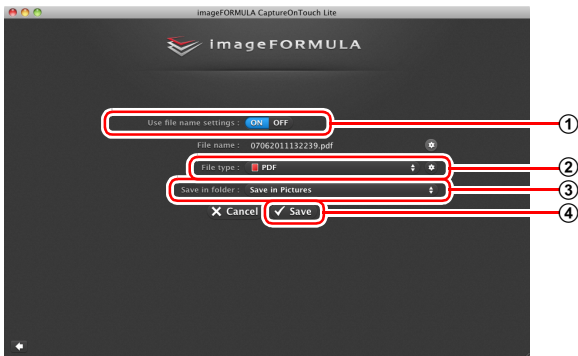 imageFORMULA CaptureOnTouch Lite
imageFORMULA
Use file name settings : ON OFF
1
File name : 07062011132239.pdf
File type : PDF
2
Save in folder : Save in Pictures
3
Cancel Save
4